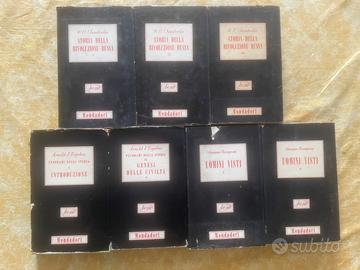 W. H. Chamberlin
STORIA DELLA
RIVOLUZIONE RUSSA
I
Mondadori
W. H. Chamberlin
STORIA DELLA
RIVOLUZIONE RUSSA
II
Mondadori
W. H. Chamberlin
STORIA DELLA
RIVOLUZIONE RUSSA
Mondadori
Arnold J. Toynbee
PANORAMI DELLA STORIA
INTRODUZIONE
Mondadori
Arnold J. Toynbee
PANORAMI DELLA STORIA
GENESI
DELLE CIVILTÀ
Mondadori
UOMINI VISTI
I
Mondadori
UOMINI VISTI
II
Mondadori
subito